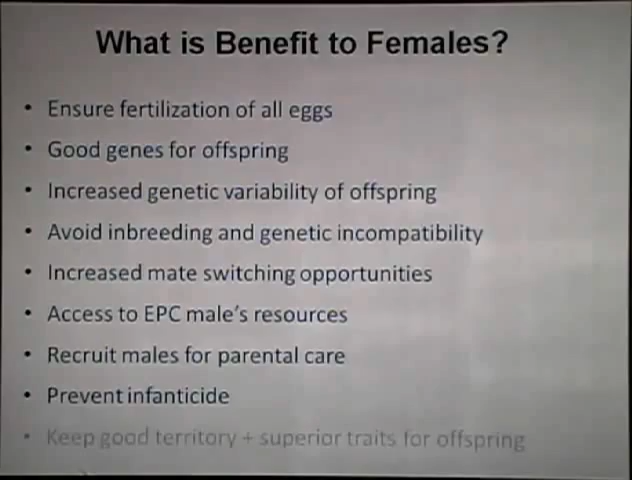 What is Benefit to Females?
• Ensure fertilization of all eggs
• Good genes for offspring
• Increased genetic variability of offspring
• Avoid inbreeding and genetic incompatibility
• Increased mate switching opportunities
• Access to EPC male's resources
• Recruit males for parental care
• Prevent infanticide
• Keep good territory + superior traits for offspring